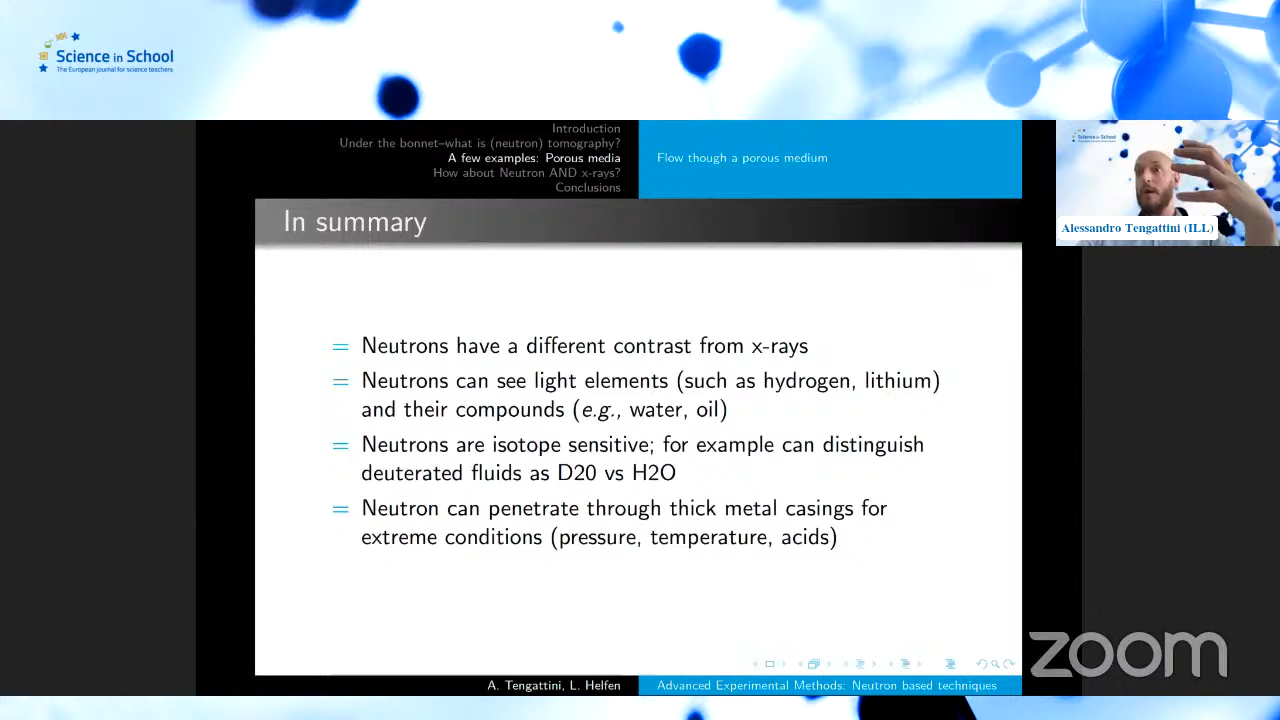 Science in School
The European journal for science teachers
Introduction
Under the bonnet–what is (neutron) tomography?
A few examples: Porous media
How about Neutron AND x-rays?
Conclusions
Flow though a porous medium
Science in School
Alessandro Tengattini (ILL)
In summary
= Neutrons have a different contrast from x-rays
= Neutrons can see light elements (such as hydrogen, lithium)
and their compounds (e.g., water, oil)
= Neutrons are isotope sensitive; for example can distinguish
deuterated fluids as D20 vs H2O
= Neutron can penetrate through thick metal casings for
extreme conditions (pressure, temperature, acids)
A. Tengattini, L. Helfen
Advanced Experimental Methods: Neutron based techniques
zoom